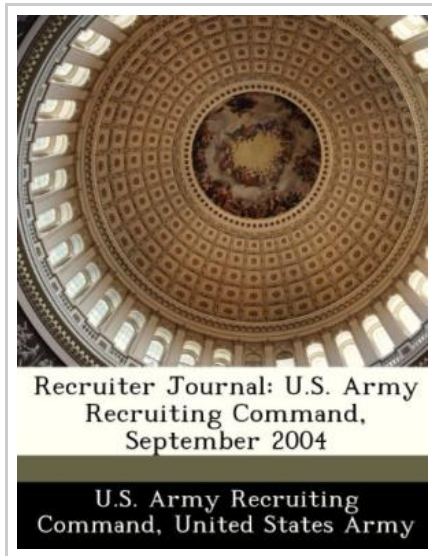 Recruiter Journal: U.S. Army
Recruiting Command,
September 2004
U.S. Army Recruiting
Command, United States Army